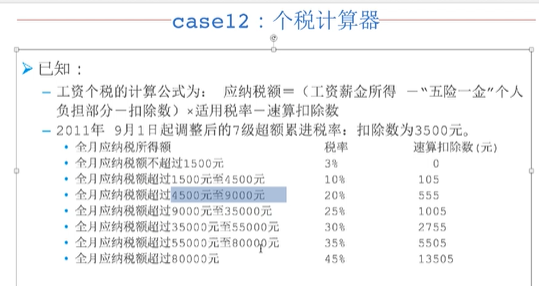 case12：个税计算器
已知：
工资个税的计算公式为： 应纳税额＝（工资薪金所得 －“五险一金”个人
负担部分－扣除数）×适用税率－速算扣除数
2011年 9月1日起调整后的7级超额累进税率：扣除数为3500元。
全月应纳税所得额 税率 速算扣除数(元)
全月应纳税额不超过1500元 3% 0
全月应纳税额超过1500元至4500元 10% 105
全月应纳税额超过4500元至9000元 20% 555
全月应纳税额超过9000元至35000元 25% 1005
全月应纳税额超过35000元至55000元 30% 2755
全月应纳税额超过55000元至80000元 35% 5505
全月应纳税额超过80000元 45% 13505